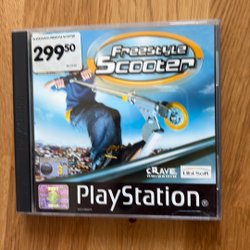 299.50
Freestyle
Scooter
CRAVE
Ubi Soft
PlayStation